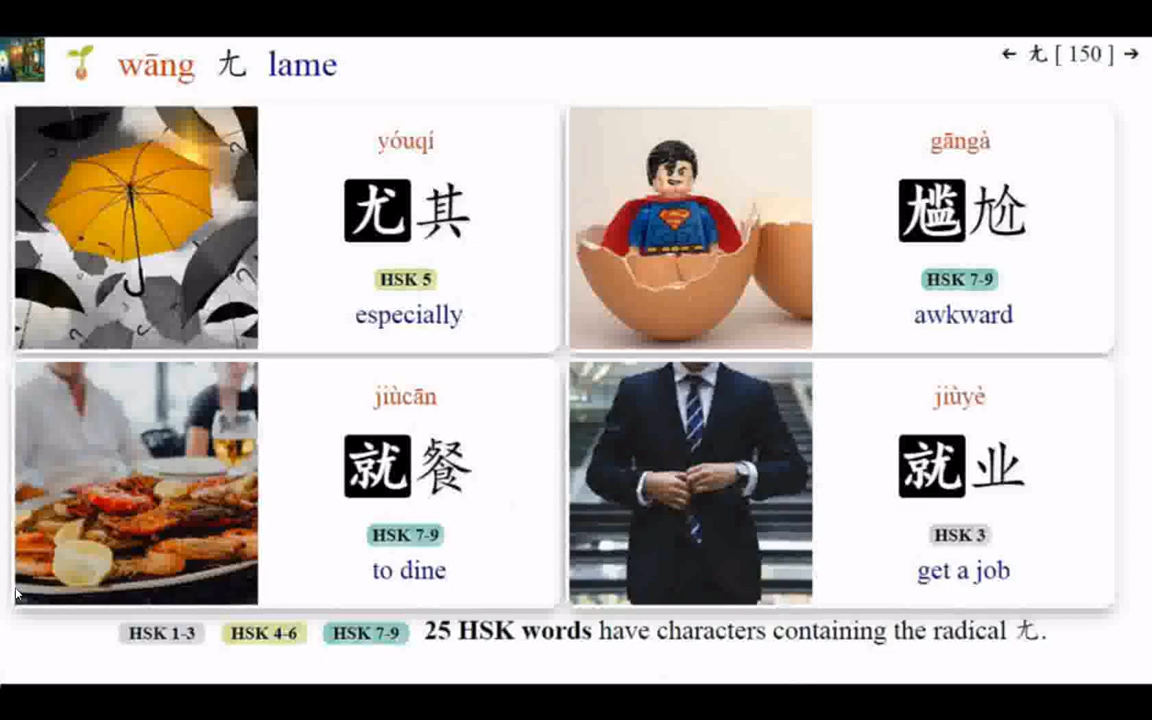 wāng 尢 lame
← 尢 [ 150 ] →
yóuqí
尤其
HSK 5
especially
gāngà
尴尬
HSK 7-9
awkward
jiùcān
就餐
HSK 7-9
to dine
jiùyè
就业
HSK 3
get a job
HSK 1-3 HSK 4-6 HSK 7-9 25 HSK words have characters containing the radical 尢.